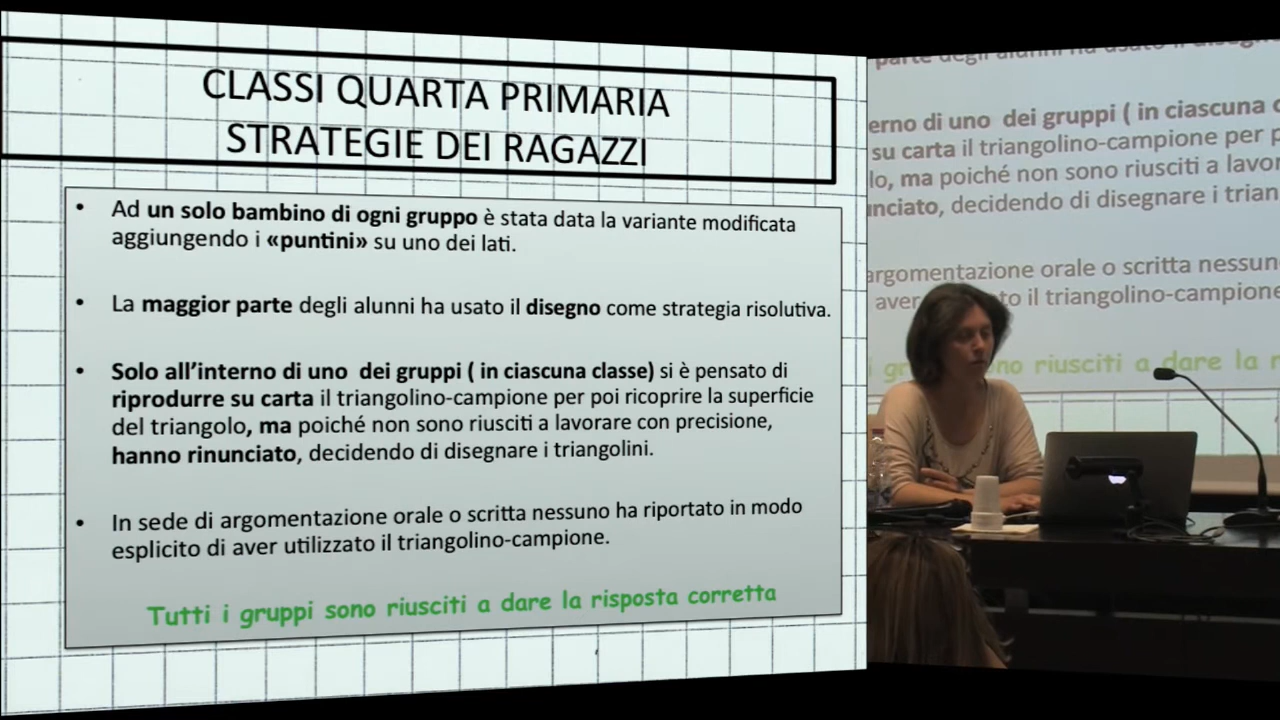 CLASSI QUARTA PRIMARIA
STRATEGIE DEI RAGAZZI
• Ad un solo bambino di ogni gruppo è stata data la variante modificata
aggiungendo i «puntini» su uno dei lati.
• La maggior parte degli alunni ha usato il disegno come strategia risolutiva.
• Solo all'interno di uno dei gruppi ( in ciascuna classe) si è pensato di
riprodurre su carta il triangolino-campione per poi ricoprire la superficie
del triangolo, ma poiché non sono riusciti a lavorare con precisione,
hanno rinunciato, decidendo di disegnare i triangolini.
• In sede di argomentazione orale o scritta nessuno ha riportato in modo
esplicito di aver utilizzato il triangolino-campione.
Tutti i gruppi sono riusciti a dare la risposta corretta
parte degli alunni ha usato il
erno di uno dei gruppi ( in ciascuna
su carta il triangolino-campione per
lo, ma poiché non sono riusciti a
nciato, decidendo di disegnare i
argomentazione orale o scritta
aver to il triangolino-campione
i no riusciti a dare la